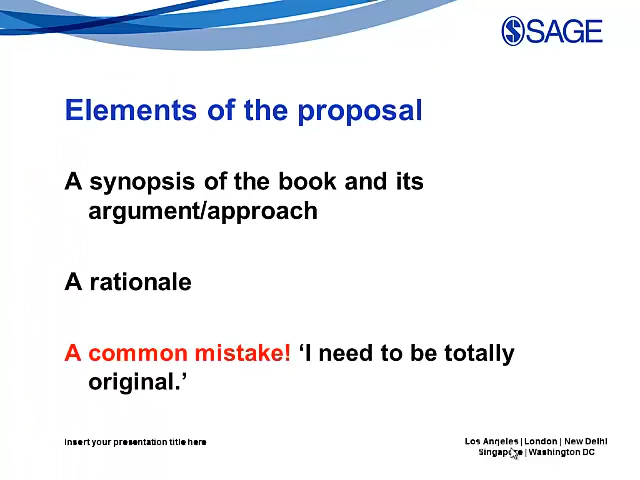 SAGE
Elements of the proposal
A synopsis of the book and its
argument/approach
A rationale
A common mistake! ‘I need to be totally
original.’
Insert your presentation title here
Los Angeles | London | New Delhi
Singapore | Washington DC